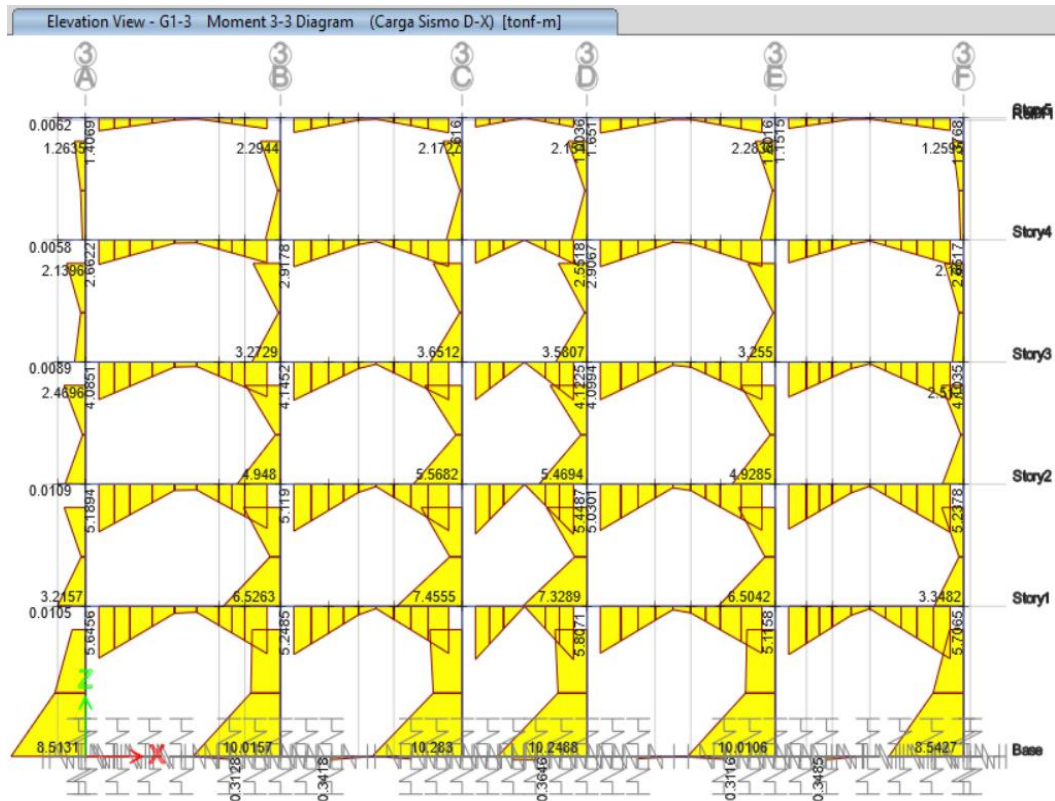 Elevation View - G1-3 Moment 3-3 Diagram (Carga Sismo D-X) [tonf-m]
3 3 3 3 3 3
A B C D E F
0.0062
1.2635 1.4069 2.2944 2.1727 2.154 1.651 2.2838 1.1515 1.2595
Story4
0.0058
2.1396 2.6622 2.9178 2.5518 2.9067
3.2729 3.6512 3.5807 3.255
Story3
0.0089
2.4696 4.0851 4.1452 4.1225 4.0994
4.948 5.5682 5.4694 4.9285
Story2
0.0109
5.1894 5.119 5.4487 5.0301 5.2378
3.2157 6.5263 7.4555 7.3289 6.5042 3.3482
Story1
0.0105
5.6456 5.2485 5.8071 5.1158 5.7065
Z
8.5131 X 10.0157 10.283 10.2488 10.0106 8.5427
Base
0.3128 0.3418 0.3646 0.3116 0.3485